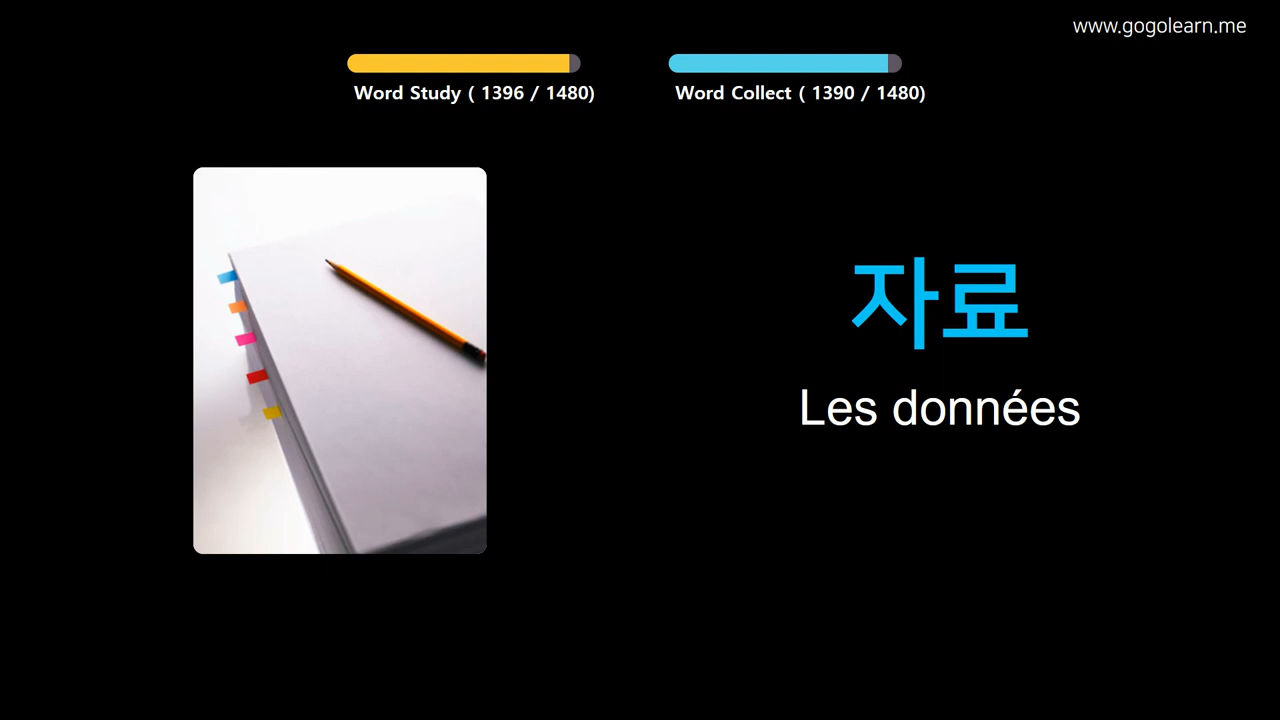 www.gogolearn.me
Word Study ( 1396 / 1480)
Word Collect ( 1390 / 1480)
자료
Les données